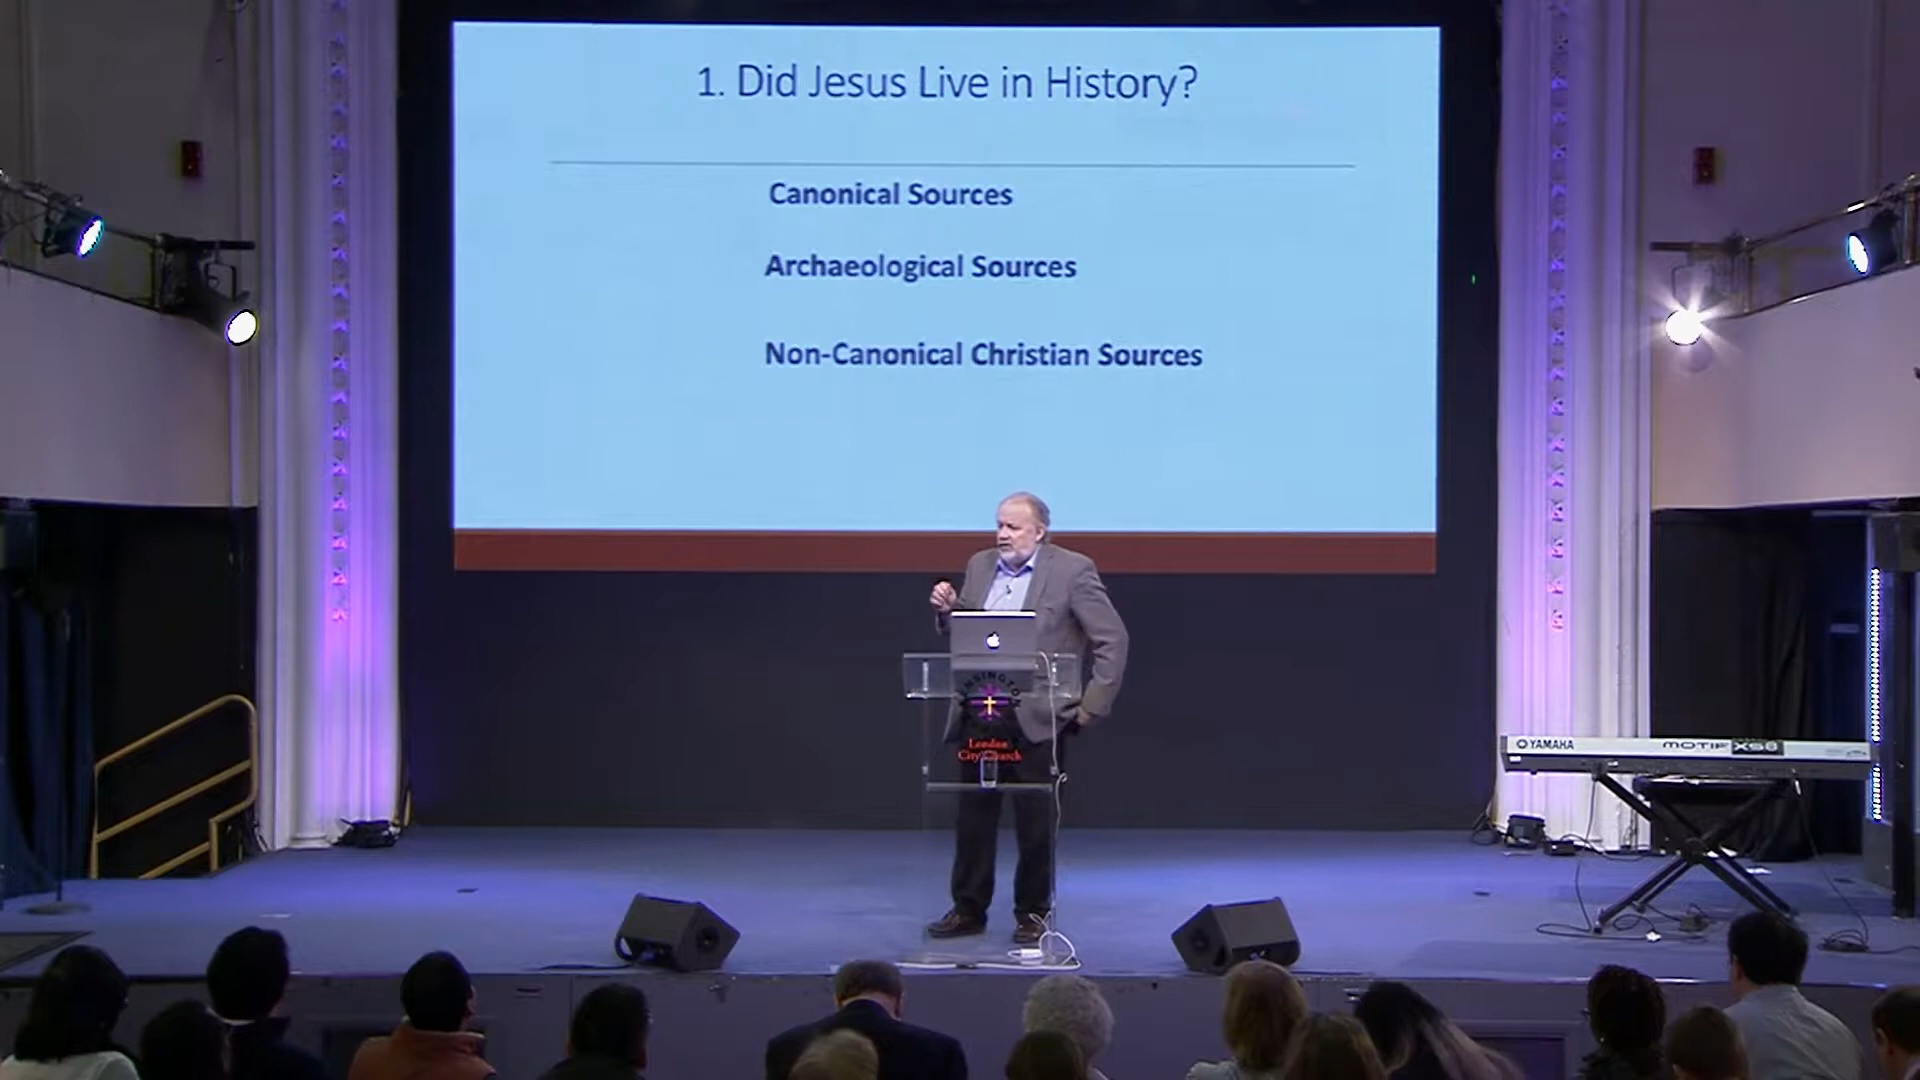 1. Did Jesus Live in History?
Canonical Sources
Archaeological Sources
Non-Canonical Christian Sources
London
City Church
YAMAHA
MOTIF XS8